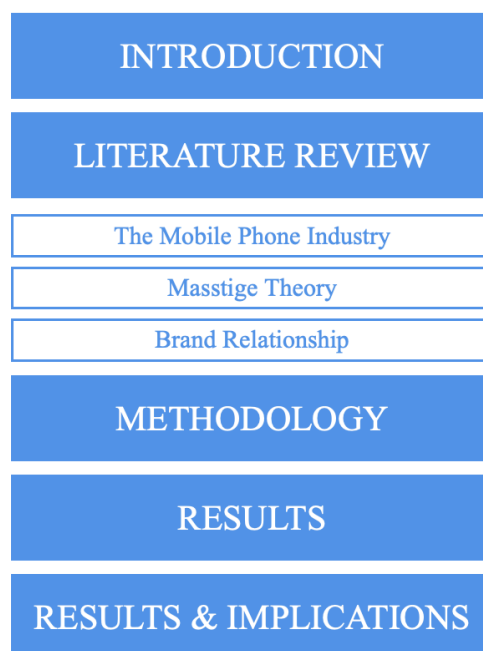 INTRODUCTION
LITERATURE REVIEW
The Mobile Phone Industry
Masstige Theory
Brand Relationship
METHODOLOGY
RESULTS
RESULTS & IMPLICATIONS